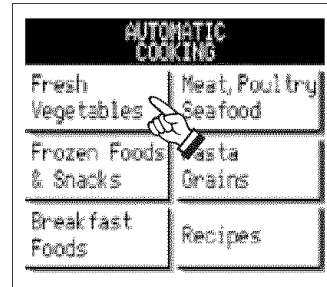 AUTOMATIC
COOKING
Fresh
Vegetables
Meat, Poultry
Seafood
Frozen Foods
& Snacks
Pasta
Grains
Breakfast
Foods
Recipes